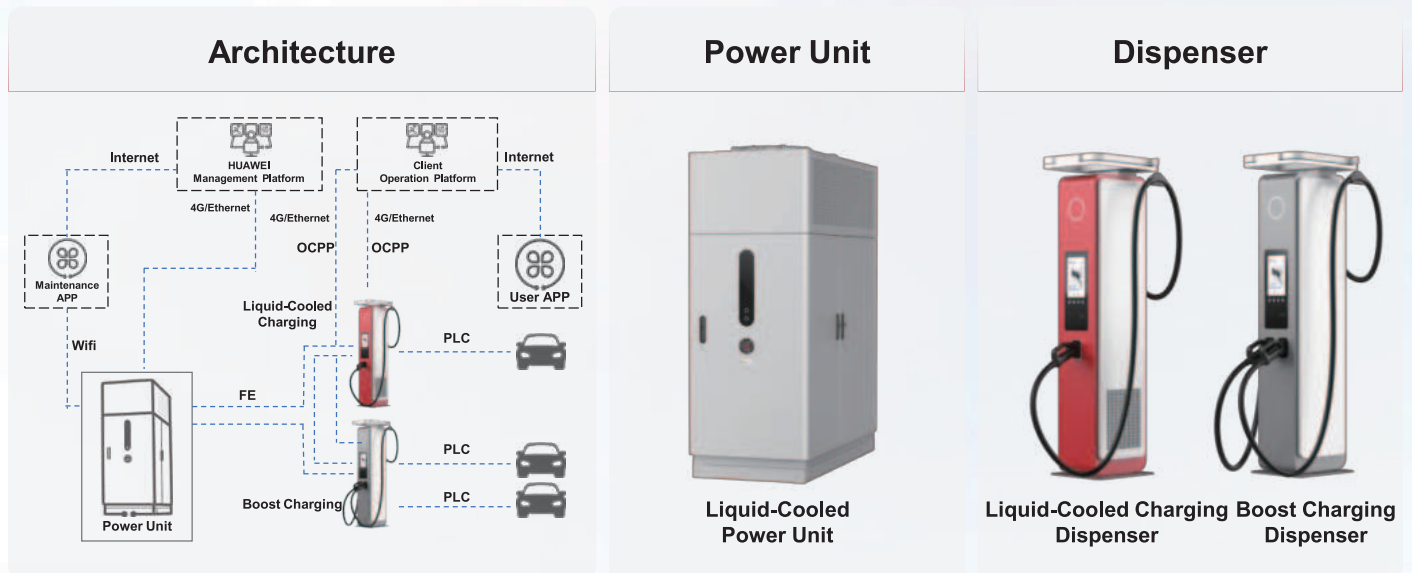 Architecture
Internet
HUAWEI
Management Platform
Client
Operation Platform
Internet
4G/Ethernet
4G/Ethernet
4G/Ethernet
OCPP
OCPP
Maintenance
APP
User APP
Liquid-Cooled
Charging
Wifi
PLC
FE
PLC
Boost Charging
PLC
Power Unit
Power Unit
Liquid-Cooled
Power Unit
Dispenser
Liquid-Cooled Charging
Dispenser
Boost Charging
Dispenser